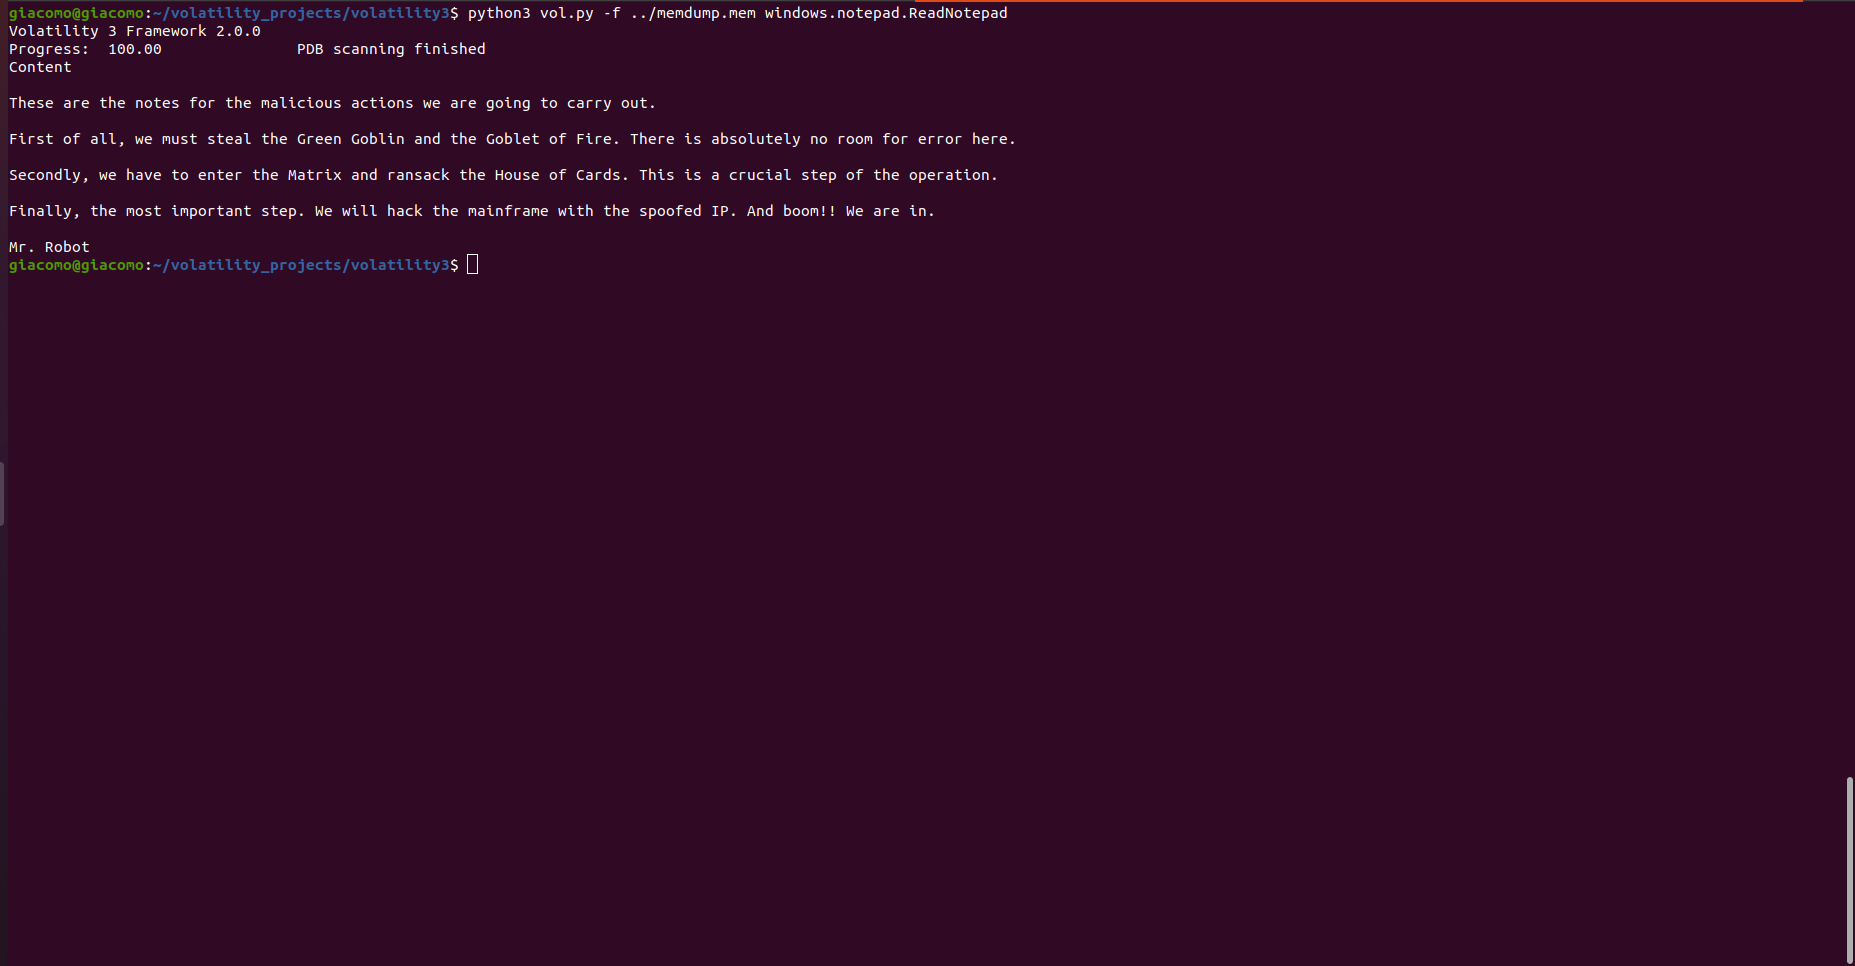 giacomo@giacomo:~/volatility_projects/volatility3$ python3 vol.py -f ../memdump.mem windows.notepad.ReadNotepad
Volatility 3 Framework 2.0.0
Progress:  100.00               PDB scanning finished
Content
These are the notes for the malicious actions we are going to carry out.
First of all, we must steal the Green Goblin and the Goblet of Fire. There is absolutely no room for error here.
Secondly, we have to enter the Matrix and ransack the House of Cards. This is a crucial step of the operation.
Finally, the most important step. We will hack the mainframe with the spoofed IP. And boom!! We are in.
Mr. Robot
giacomo@giacomo:~/volatility_projects/volatility3$